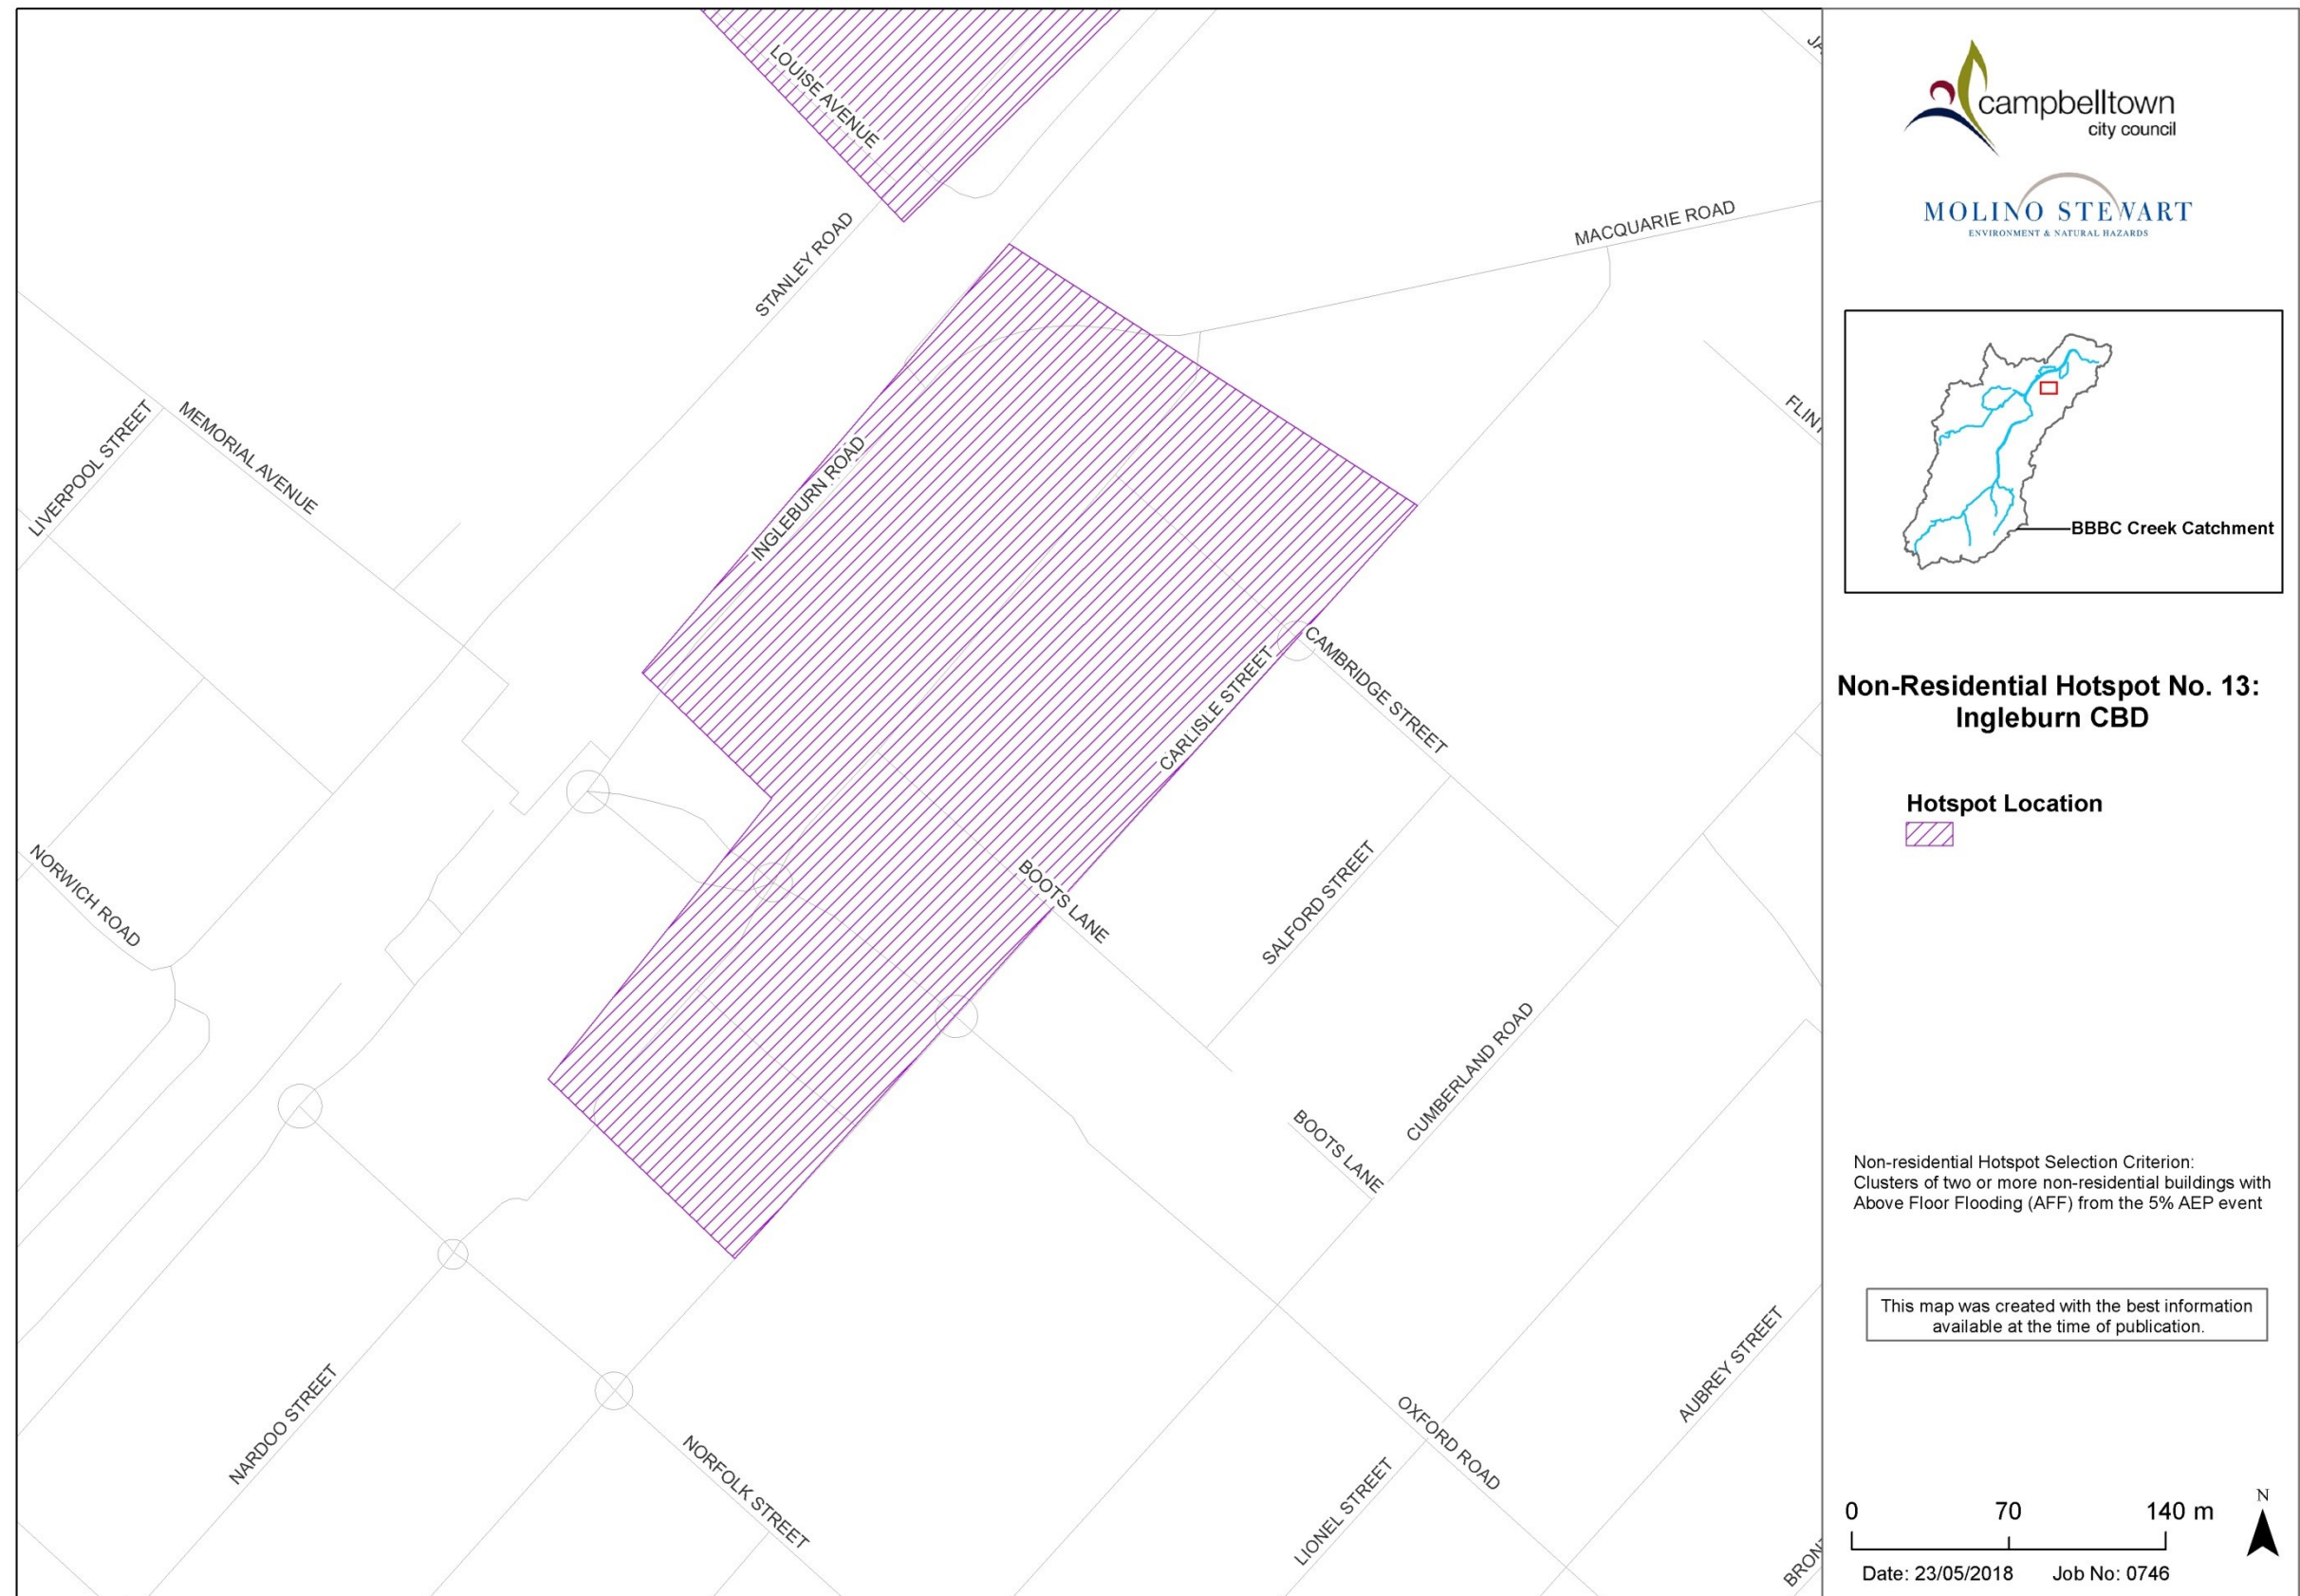 LOUISE AVENUE
STANLEY ROAD
MACQUARIE ROAD
LIVERPOOL STREET
MEMORIAL AVENUE
INGLEBURN ROAD
CAMBRIDGE STREET
CARLISLE STREET
NORWICH ROAD
BOOTS LANE
SALFORD STREET
CUMBERLAND ROAD
BOOTS LANE
NARDOO STREET
NORFOLK STREET
OXFORD ROAD
LIONEL STREET
AUBREY STREET
campbelltown
city council
MOLINO STEWART
ENVIRONMENT & NATURAL HAZARDS
BBBC Creek Catchment
Non-Residential Hotspot No. 13:
Ingleburn CBD
Hotspot Location
Non-residential Hotspot Selection Criterion:
Clusters of two or more non-residential buildings with
Above Floor Flooding (AFF) from the 5% AEP event
This map was created with the best information
available at the time of publication.
0 70 140 m
N
Date: 23/05/2018 Job No: 0746